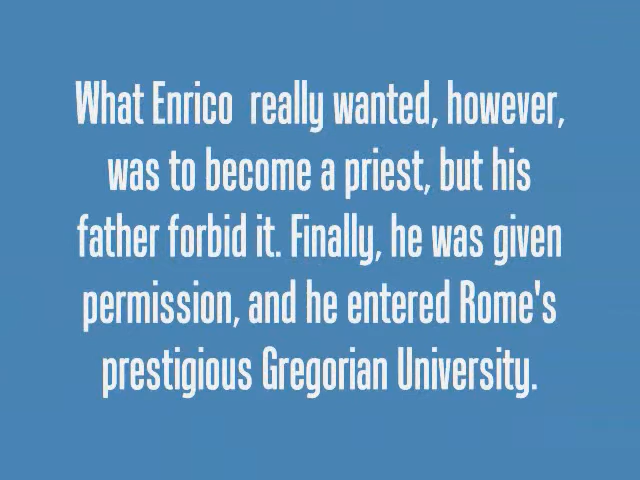 What Enrico  really wanted, however,
was to become a priest, but his
father forbid it. Finally, he was given
permission, and he entered Rome's
prestigious Gregorian University.